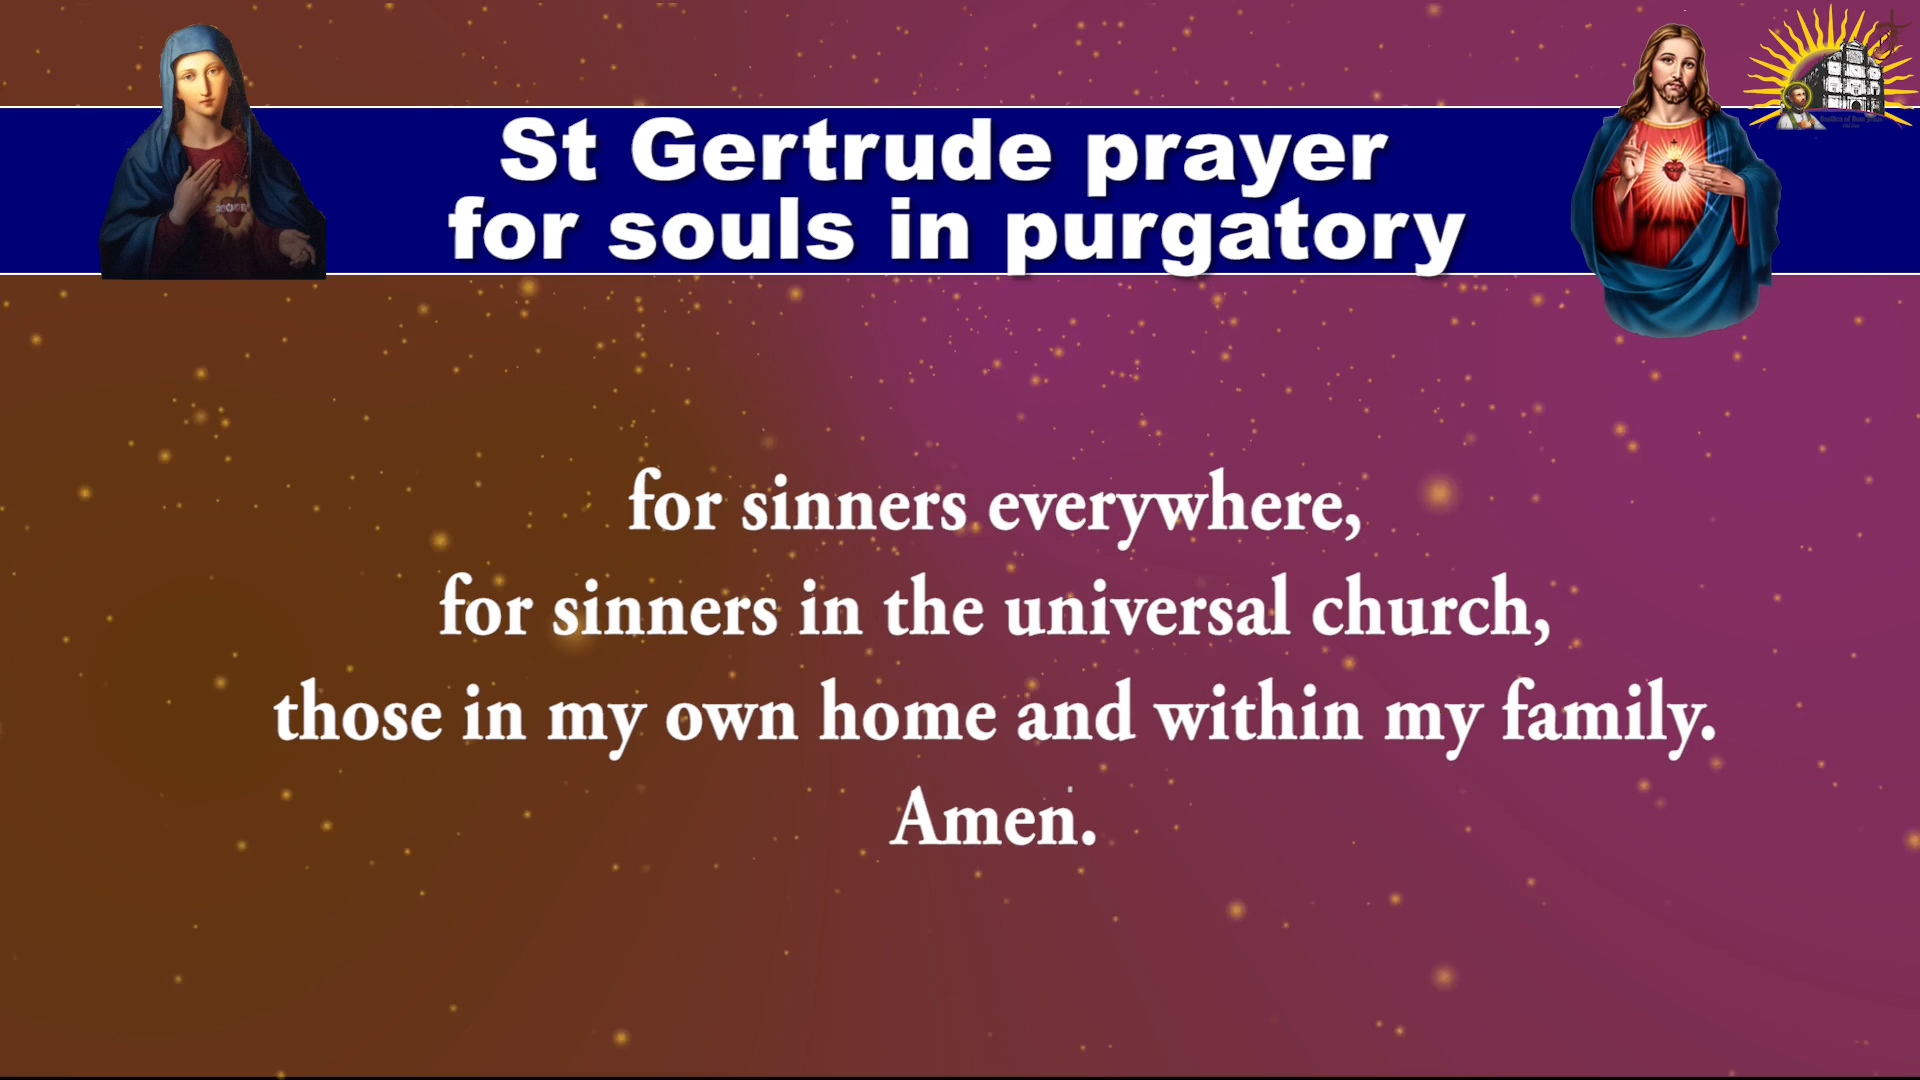 St Gertrude prayer
for souls in purgatory
for sinners everywhere,
for sinners in the universal church,
those in my own home and within my family.
Amen.